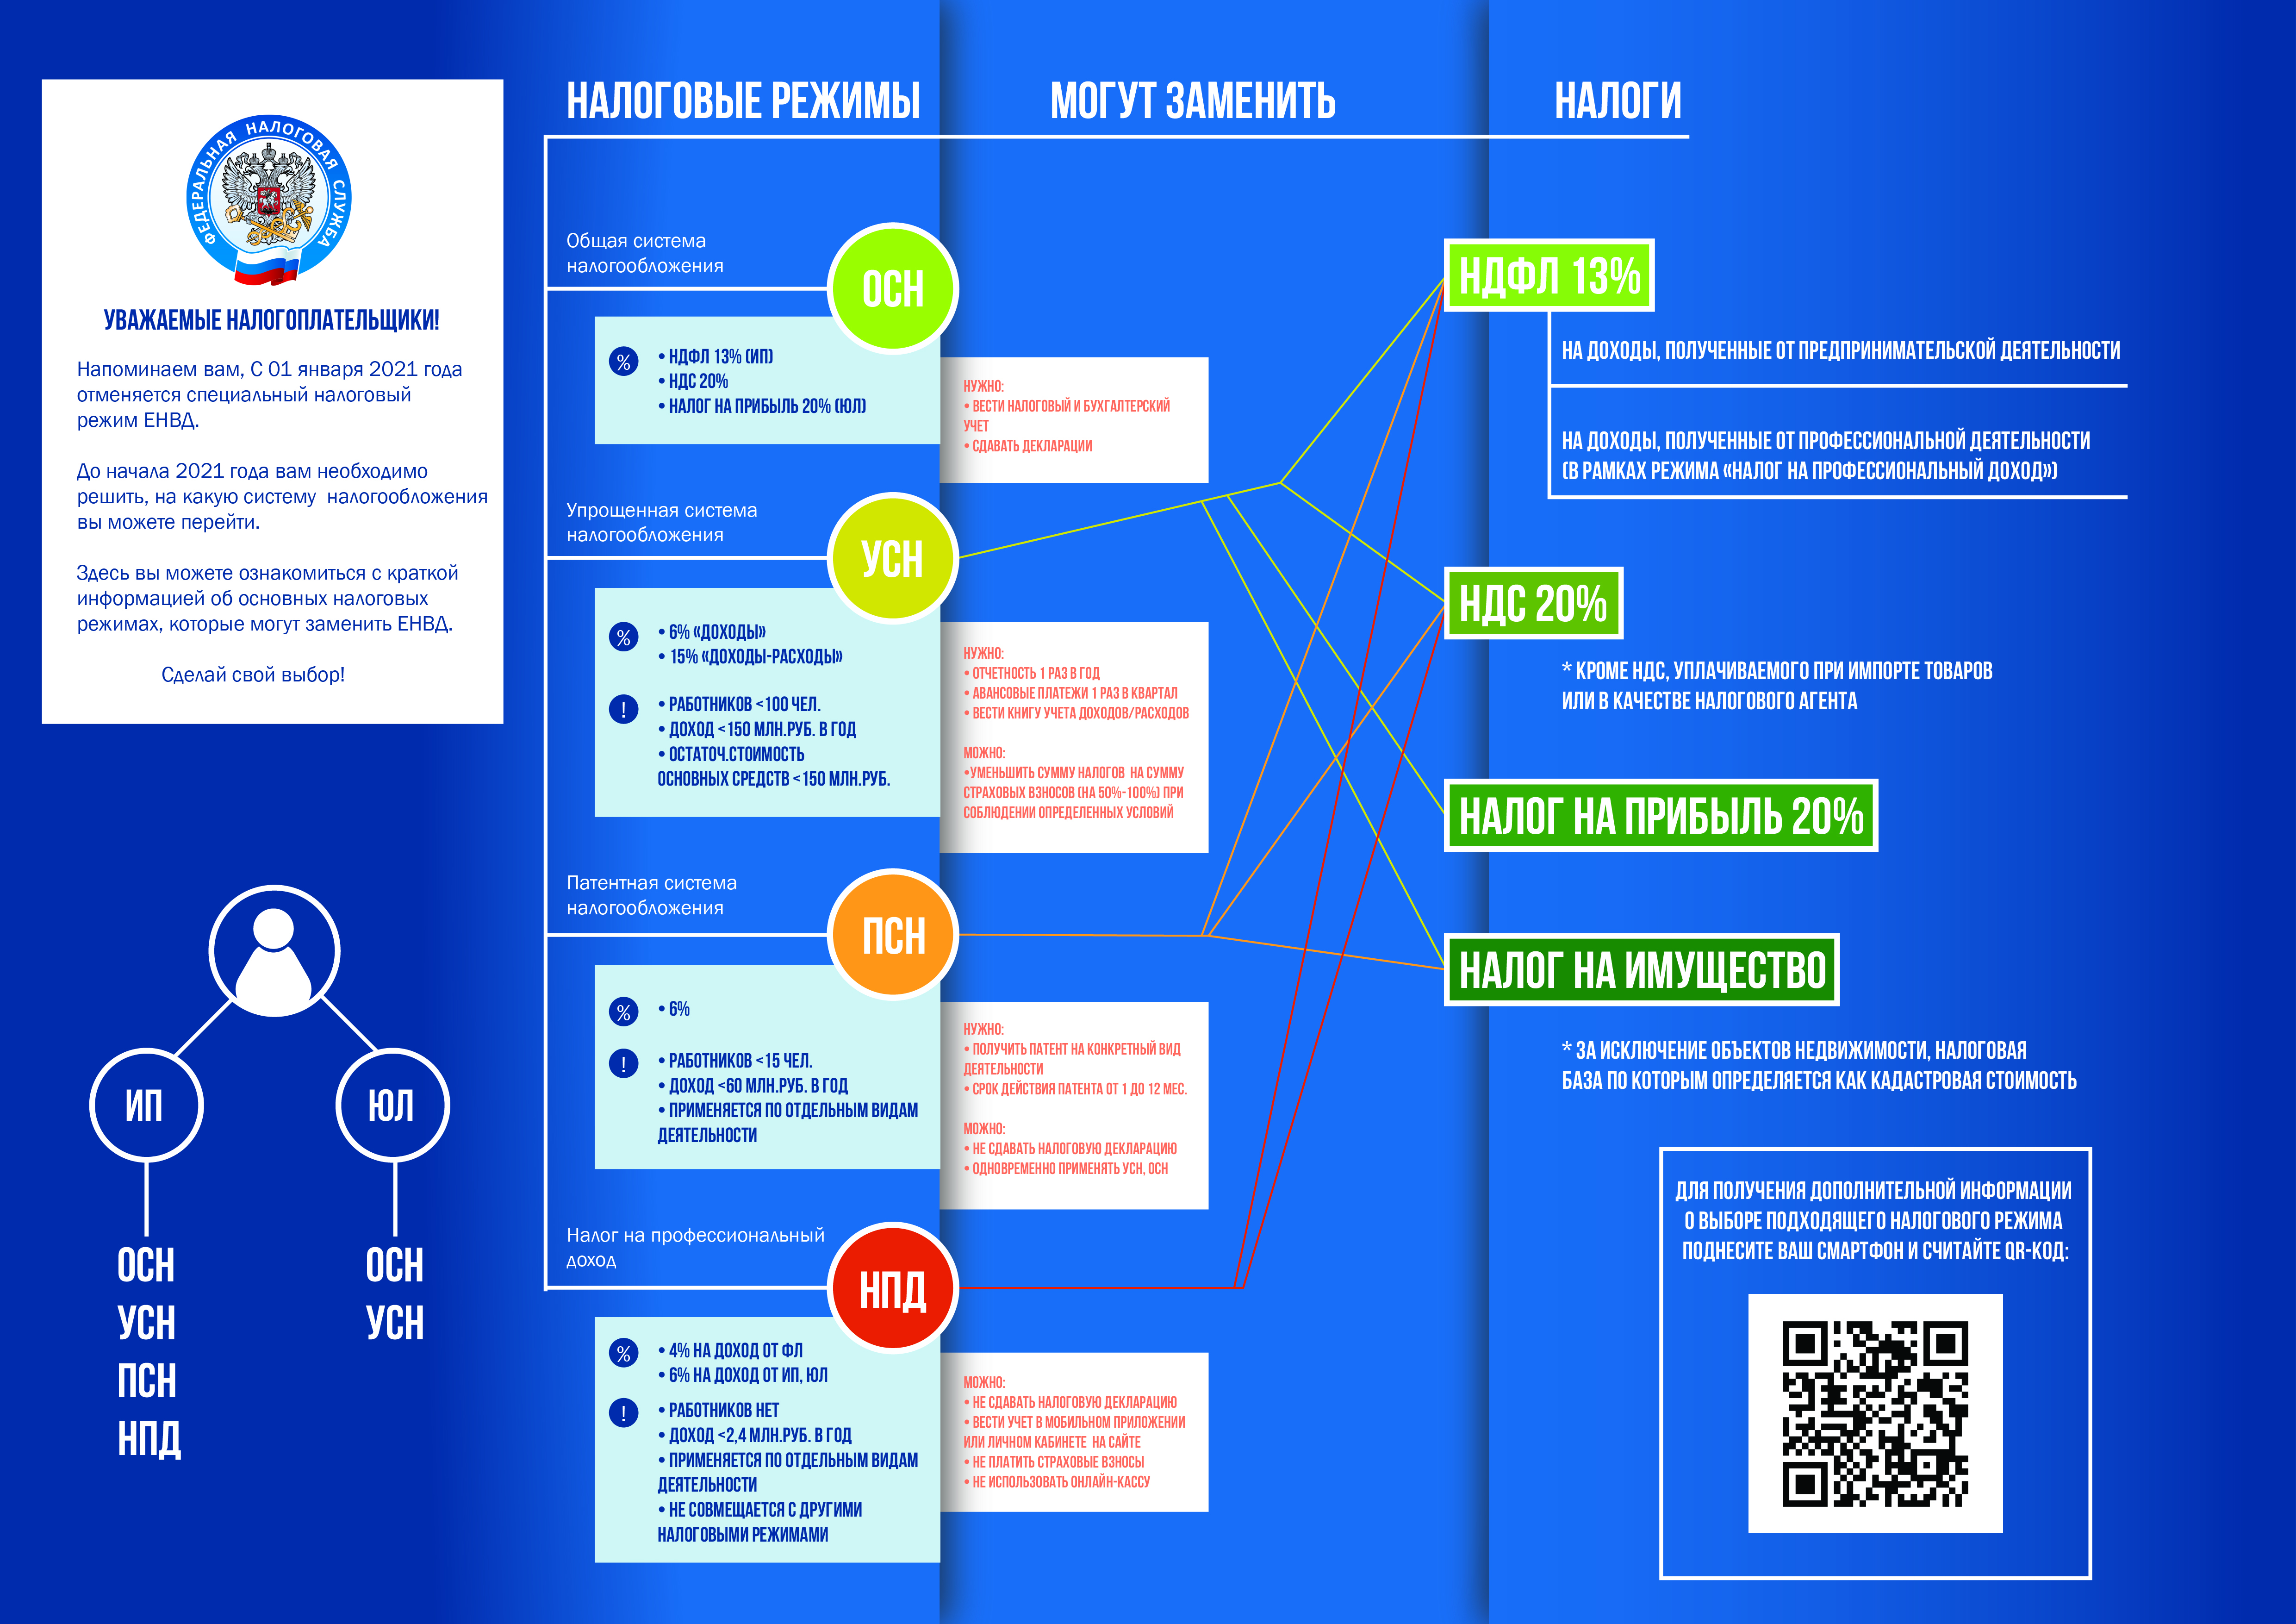 ФЕДЕРАЛЬНАЯ НАЛОГОВАЯ СЛУЖБА
УВАЖАЕМЫЕ НАЛОГОПЛАТЕЛЬЩИКИ!
Напоминаем вам, С 01 января 2021 года
отменяется специальный налоговый
режим ЕНВД.
До начала 2021 года вам необходимо
решить, на какую систему налогообложения
вы можете перейти.
Здесь вы можете ознакомиться с краткой
информацией об основных налоговых
режимах, которые могут заменить ЕНВД.
Сделай свой выбор!
ИП
ЮЛ
ОСН
УСН
ПСН
НПД
ОСН
УСН
НАЛОГОВЫЕ РЕЖИМЫ
МОГУТ ЗАМЕНИТЬ
НАЛОГИ
Общая система
налогообложения
ОСН
%
• НДФЛ 13% (ИП)
• НДС 20%
• НАЛОГ НА ПРИБЫЛЬ 20% (ЮЛ)
НУЖНО:
• ВЕСТИ НАЛОГОВЫЙ И БУХГАЛТЕРСКИЙ
УЧЕТ
• СДАВАТЬ ДЕКЛАРАЦИИ
Упрощенная система
налогообложения
УСН
%
• 6% «ДОХОДЫ»
• 15% «ДОХОДЫ-РАСХОДЫ»
!
• РАБОТНИКОВ <100 ЧЕЛ.
• ДОХОД <150 МЛН.РУБ. В ГОД
• ОСТАТОЧ.СТОИМОСТЬ
ОСНОВНЫХ СРЕДСТВ <150 МЛН.РУБ.
НУЖНО:
• ОТЧЕТНОСТЬ 1 РАЗ В ГОД
• АВАНСОВЫЕ ПЛАТЕЖИ 1 РАЗ В КВАРТАЛ
• ВЕСТИ КНИГУ УЧЕТА ДОХОДОВ/РАСХОДОВ
МОЖНО:
•УМЕНЬШИТЬ СУММУ НАЛОГОВ НА СУММУ
СТРАХОВЫХ ВЗНОСОВ (НА 50%-100%) ПРИ
СОБЛЮДЕНИИ ОПРЕДЕЛЕННЫХ УСЛОВИЙ
Патентная система
налогообложения
ПСН
%
• 6%
!
• РАБОТНИКОВ <15 ЧЕЛ.
• ДОХОД <60 МЛН.РУБ. В ГОД
• ПРИМЕНЯЕТСЯ ПО ОТДЕЛЬНЫМ ВИДАМ
ДЕЯТЕЛЬНОСТИ
НУЖНО:
• ПОЛУЧИТЬ ПАТЕНТ НА КОНКРЕТНЫЙ ВИД
ДЕЯТЕЛЬНОСТИ
• СРОК ДЕЙСТВИЯ ПАТЕНТА ОТ 1 ДО 12 МЕС.
МОЖНО:
• НЕ СДАВАТЬ НАЛОГОВУЮ ДЕКЛАРАЦИЮ
• ОДНОВРЕМЕННО ПРИМЕНЯТЬ УСН, ОСН
Налог на профессиональный
доход
НПД
%
• 4% НА ДОХОД ОТ ФЛ
• 6% НА ДОХОД ОТ ИП, ЮЛ
!
• РАБОТНИКОВ НЕТ
• ДОХОД <2,4 МЛН.РУБ. В ГОД
• ПРИМЕНЯЕТСЯ ПО ОТДЕЛЬНЫМ ВИДАМ
ДЕЯТЕЛЬНОСТИ
• НЕ СОВМЕЩАЕТСЯ С ДРУГИМИ
НАЛОГОВЫМИ РЕЖИМАМИ
МОЖНО:
• НЕ СДАВАТЬ НАЛОГОВУЮ ДЕКЛАРАЦИЮ
• ВЕСТИ УЧЕТ В МОБИЛЬНОМ ПРИЛОЖЕНИИ
ИЛИ ЛИЧНОМ КАБИНЕТЕ НА САЙТЕ
• НЕ ПЛАТИТЬ СТРАХОВЫЕ ВЗНОСЫ
• НЕ ИСПОЛЬЗОВАТЬ ОНЛАЙН-КАССУ
НДФЛ 13%
НА ДОХОДЫ, ПОЛУЧЕННЫЕ ОТ ПРЕДПРИНИМАТЕЛЬСКОЙ ДЕЯТЕЛЬНОСТИ
НА ДОХОДЫ, ПОЛУЧЕННЫЕ ОТ ПРОФЕССИОНАЛЬНОЙ ДЕЯТЕЛЬНОСТИ
(В РАМКАХ РЕЖИМА «НАЛОГ НА ПРОФЕССИОНАЛЬНЫЙ ДОХОД»)
НДС 20%
* КРОМЕ НДС, УПЛАЧИВАЕМОГО ПРИ ИМПОРТЕ ТОВАРОВ
ИЛИ В КАЧЕСТВЕ НАЛОГОВОГО АГЕНТА
НАЛОГ НА ПРИБЫЛЬ 20%
НАЛОГ НА ИМУЩЕСТВО
* ЗА ИСКЛЮЧЕНИЕ ОБЪЕКТОВ НЕДВИЖИМОСТИ, НАЛОГОВАЯ
БАЗА ПО КОТОРЫМ ОПРЕДЕЛЯЕТСЯ КАК КАДАСТРОВАЯ СТОИМОСТЬ
ДЛЯ ПОЛУЧЕНИЯ ДОПОЛНИТЕЛЬНОЙ ИНФОРМАЦИИ
О ВЫБОРЕ ПОДХОДЯЩЕГО НАЛОГОВОГО РЕЖИМА
ПОДНЕСИТЕ ВАШ СМАРТФОН И СЧИТАЙТЕ QR-КОД: